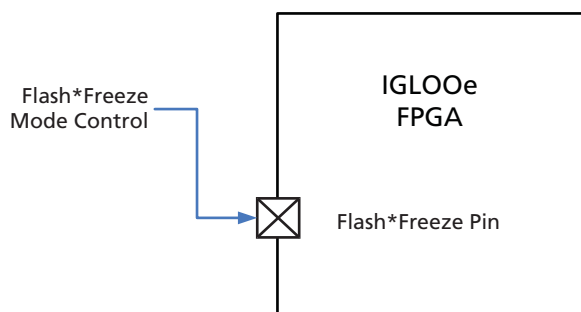 IGLOOe
FPGA
Flash*Freeze
Mode Control
Flash*Freeze Pin